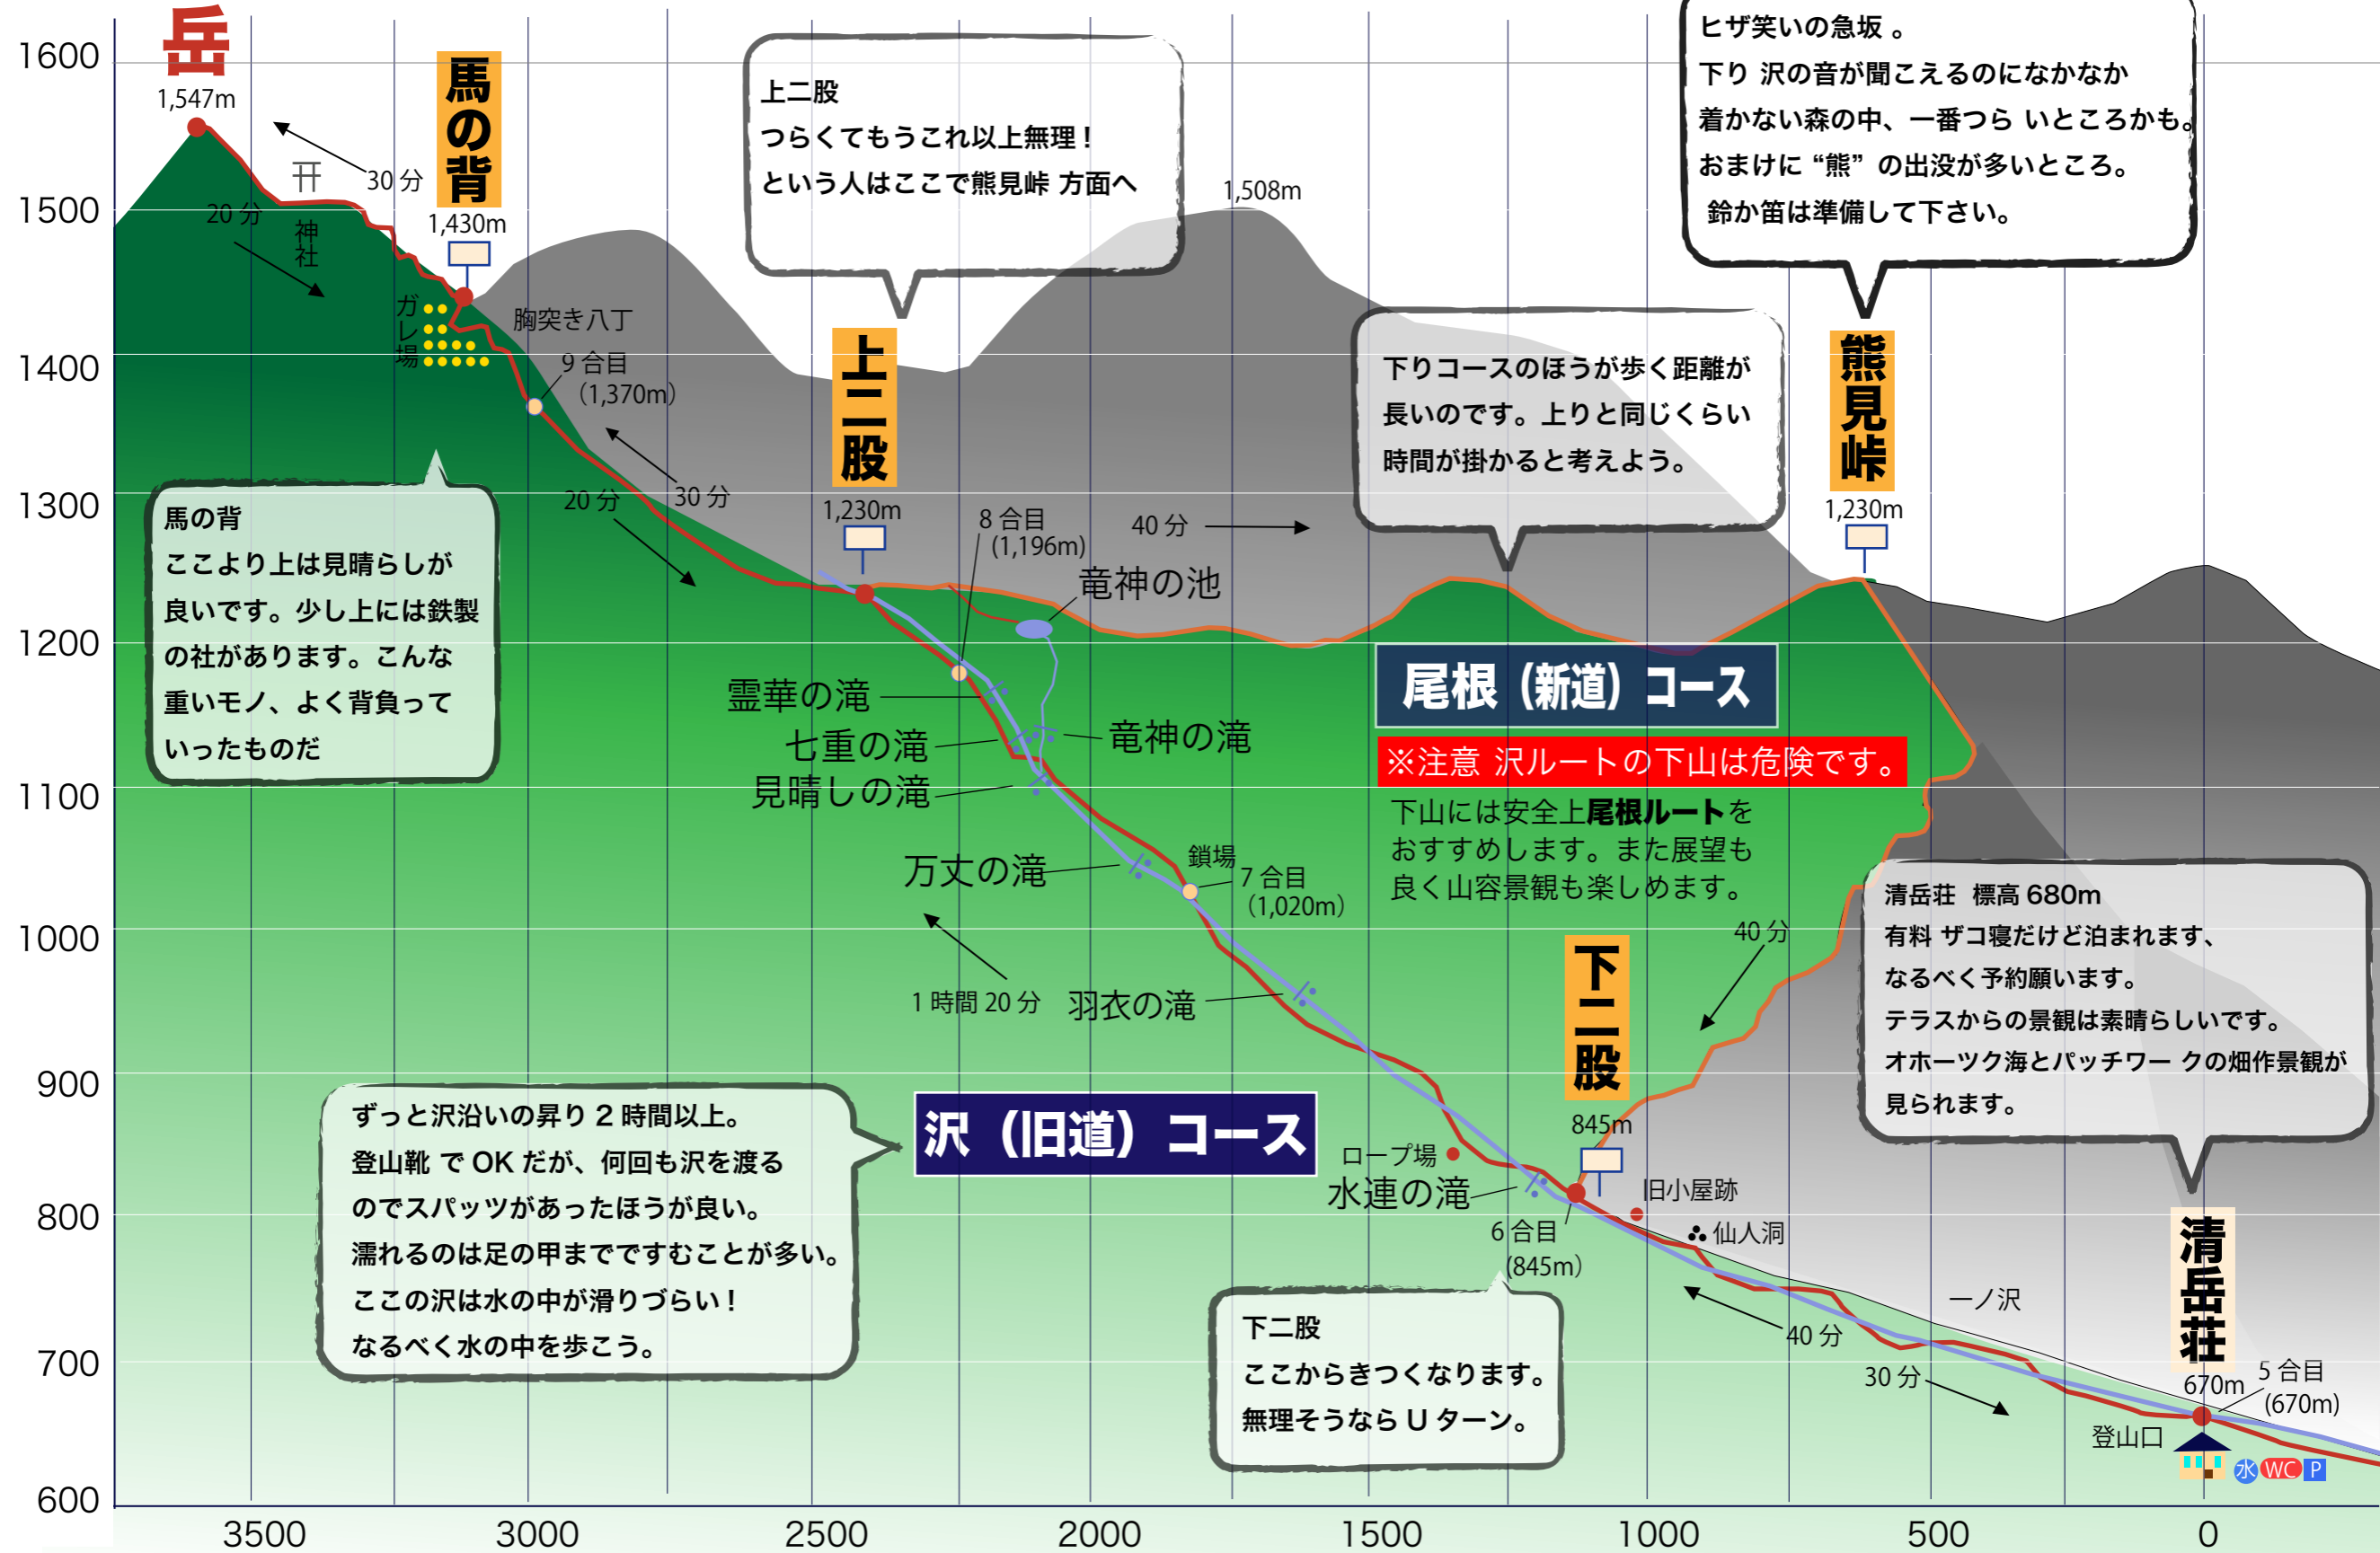 1600
1500
1400
1300
1200
1100
1000
900
800
700
600
3500
3000
2500
2000
1500
1000
500
0
岳
1,547m
30分
20分
神社
馬の背
1,430m
ガレ場
胸突き八丁
9合目
(1,370m)
20分
30分
馬の背
ここより上は見晴らしが
良いです。少し上には鉄製
の社があります。こんな
重いモノ、よく背負って
いったものだ
上二股
つらくてもうこれ以上無理!
という人はここで熊見峠 方面へ
1,508m
上二股
1,230m
8合目
(1,196m)
40分
竜神の池
ヒザ笑いの急坂 。
下り 沢の音が聞こえるのになかなか
着かない森の中、一番つら いところかも。
おまけに “熊” の出没が多いところ。
鈴か笛は準備して下さい。
下りコースのほうが歩く距離が
長いのです。上りと同じくらい
時間が掛かると考えよう。
熊見峠
1,230m
尾根(新道)コース
※注意 沢ルートの下山は危険です。
下山には安全上尾根ルートを
おすすめします。また展望も
良く山容景観も楽しめます。
霊華の滝
七重の滝
見晴しの滝
竜神の滝
万丈の滝
鎖場
7合目
(1,020m)
1時間20分
羽衣の滝
40分
下二股
845m
清岳荘 標高680m
有料 ザコ寝だけど泊まれます、
なるべく予約願います。
テラスからの景観は素晴らしいです。
オホーツク海とパッチワー クの畑作景観が
見られます。
沢(旧道)コース
ずっと沢沿いの昇り2時間以上。
登山靴 でOKだが、何回も沢を渡る
のでスパッツがあったほうが良い。
濡れるのは足の甲まででですむことが多い。
ここの沢は水の中が滑りづらい!
なるべく水の中を歩こう。
ロープ場
水連の滝
旧小屋跡
仙人洞
6合目
(845m)
下二股
ここからきつくなります。
無理そうならUターン。
40分
30分
一ノ沢
清岳荘
670m
5合目
(670m)
登山口
水
WC
P